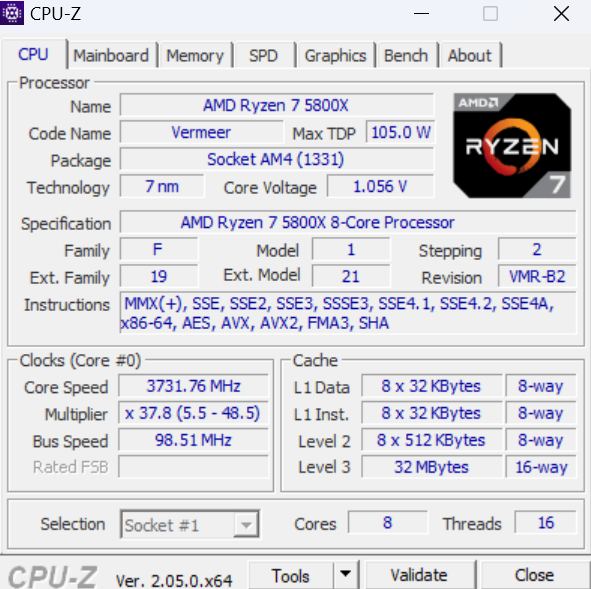 CPU-Z
CPU Mainboard Memory SPD Graphics Bench About
Processor
Name AMD Ryzen 7 5800X
Code Name Vermeer Max TDP 105.0 W
Package Socket AM4 (1331)
Technology 7 nm Core Voltage 1.056 V
AMD
RYZEN
7
Specification AMD Ryzen 7 5800X 8-Core Processor
Family F Model 1 Stepping 2
Ext. Family 19 Ext. Model 21 Revision VMR-B2
Instructions MMX(+), SSE, SSE2, SSE3, SSSE3, SSE4.1, SSE4.2, SSE4A,
x86-64, AES, AVX, AVX2, FMA3, SHA
Clocks (Core #0)
Core Speed 3731.76 MHz
Multiplier x 37.8 (5.5 - 48.5)
Bus Speed 98.51 MHz
Rated FSB
Cache
L1 Data 8 x 32 KBytes 8-way
L1 Inst. 8 x 32 KBytes 8-way
Level 2 8 x 512 KBytes 8-way
Level 3 32 MBytes 16-way
Selection Socket #1 Cores 8 Threads 16
CPU-Z Ver. 2.05.0.x64 Tools Validate Close